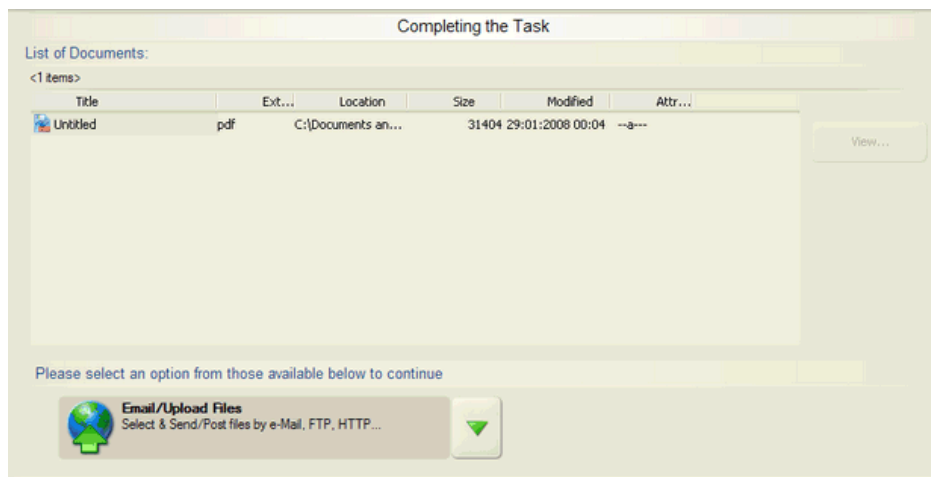 Completing the Task
List of Documents:
<1 items>
Title Ext... Location Size Modified Attr...
Untitled pdf C:\Documents an... 31404 29:01:2008 00:04 --a---
View...
Please select an option from those available below to continue
Email/Upload Files
Select & Send/Post files by e-Mail, FTP, HTTP...